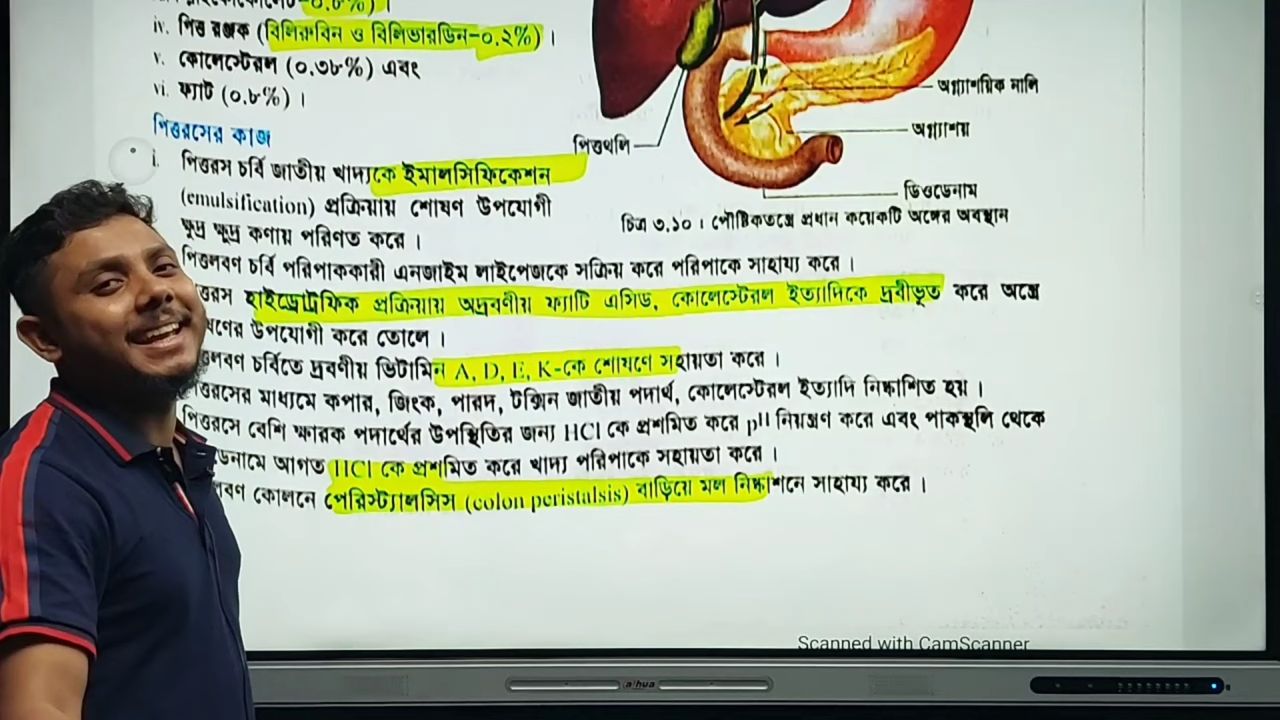 iv. পিত্ত রঞ্জক (বিলিরুবিন ও বিলিভারডিন-০.২%) ।
v. কোলেস্টেরল (০.৩৮%) এবং
vi. ফ্যাট (০.৮%) ।
পিত্তরসের কাজ
i. পিত্তরস চর্বি জাতীয় খাদ্যকে ইমালসিফিকেশন
(emulsification) প্রক্রিয়ায় শোষণ উপযোগী
ক্ষুদ্র ক্ষুদ্র কণায় পরিণত করে ।
পিত্তলবণ চর্বি পরিপাককারী এনজাইম লাইপেজকে সক্রিয় করে পরিপাকে সাহায্য করে ।
হাইড্রোট্রফিক প্রক্রিয়ায় অদ্রবণীয় ফ্যাটি এসিড, কোলেস্টেরল ইত্যাদিকে দ্রবীভূত করে অন্ত্রে
উপযোগী করে তোলে ।
চর্বিতে দ্রবণীয় ভিটামিন A, D, E, K-কে শোষণে সহায়তা করে ।
পিত্তরসের মাধ্যমে কপার, জিংক, পারদ, টক্সিন জাতীয় পদার্থ, কোলেস্টেরল ইত্যাদি নিষ্কাশিত হয় ।
পিত্তরসে বেশি ক্ষারক পদার্থের উপস্থিতির জন্য HCl কে প্রশমিত করে pH নিয়ন্ত্রণ করে এবং পাকস্থলি থেকে
আগত HCl কে প্রশমিত করে খাদ্য পরিপাকে সহায়তা করে ।
কোলনে পেরিস্ট্যালসিস (colon peristalsis) বাড়িয়ে মল নিষ্কাশনে সাহায্য করে ।
অগ্ন্যাশয়িক নালি
অগ্ন্যাশয়
পিত্তথলি
ডিওডেনাম
চিত্র ৩.১০ । পৌষ্টিকতন্ত্রে প্রধান কয়েকটি অঙ্গের অবস্থান
Scanned with CamScanner
alhua